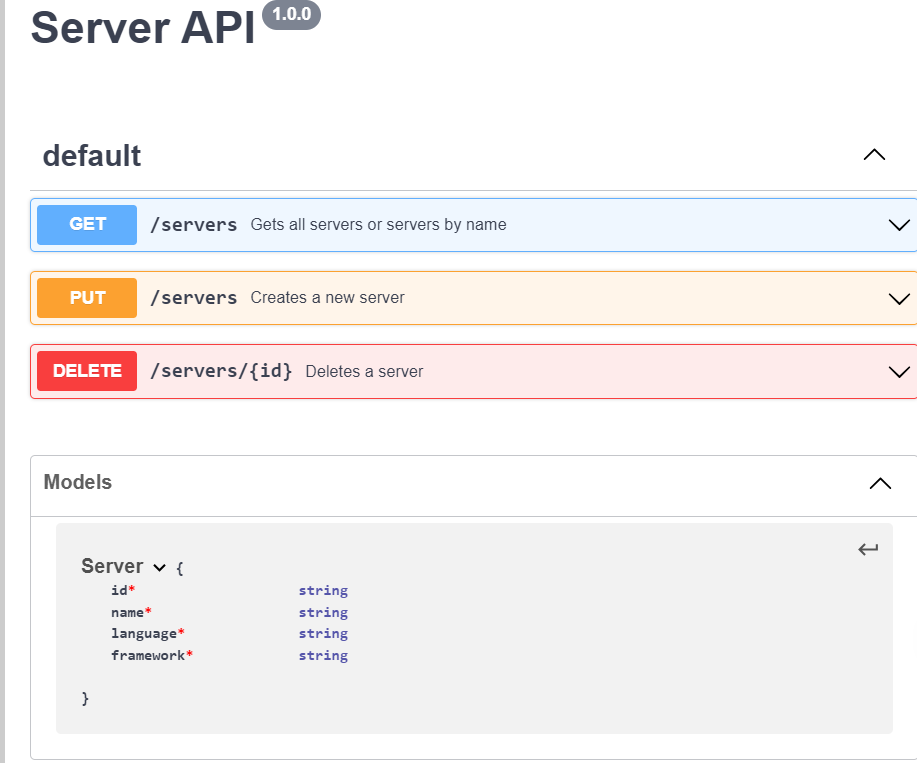 Server API 1.0.0
default
GET /servers Gets all servers or servers by name
PUT /servers Creates a new server
DELETE /servers/{id} Deletes a server
Models
Server {
id* string
name* string
language* string
framework* string
}